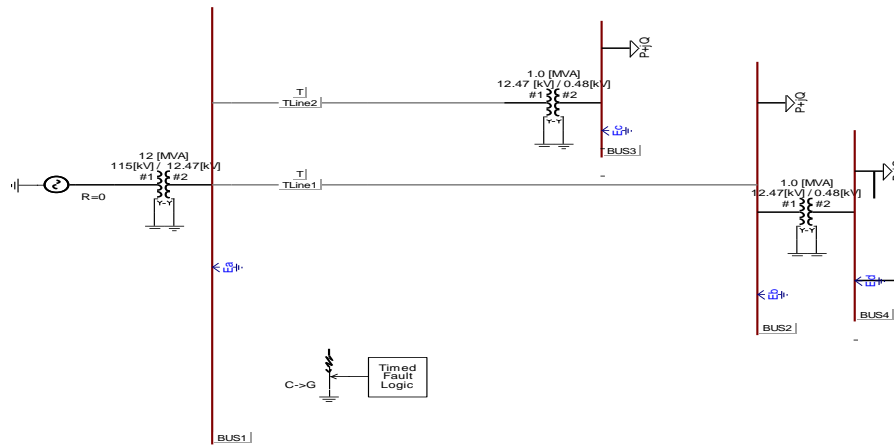 1.0 [MVA]
12.47 [kV] / 0.48[kV]
#1 #2
Y-Y
P+jQ
Ec
BUS3
T
TLine2
P+jQ
12 [MVA]
115[kV] / 12.47[kV]
#1 #2
Y-Y
R=0
T
TLine1
1.0 [MVA]
12.47 [kV] / 0.48[kV]
#1 #2
Y-Y
Ea
Eb
Ed
BUS4
BUS2
C->G
Timed
Fault
Logic
BUS1